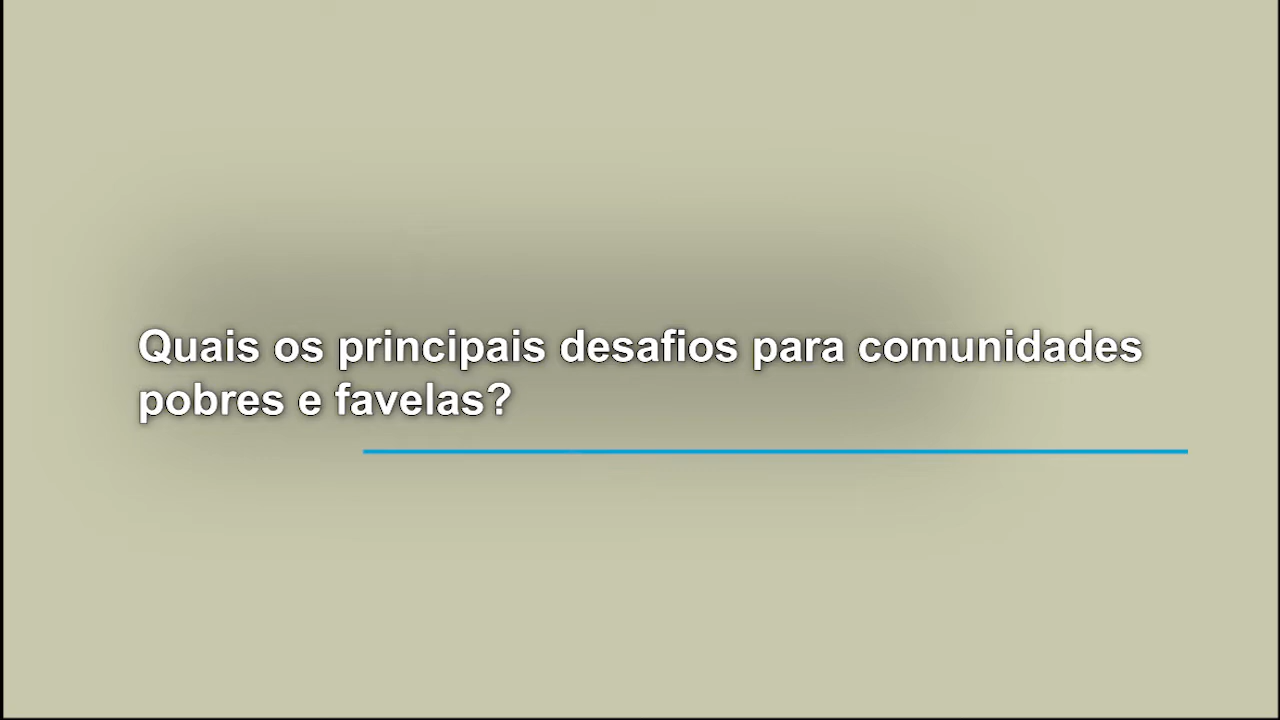 Quais os principais desafios para comunidades
pobres e favelas?